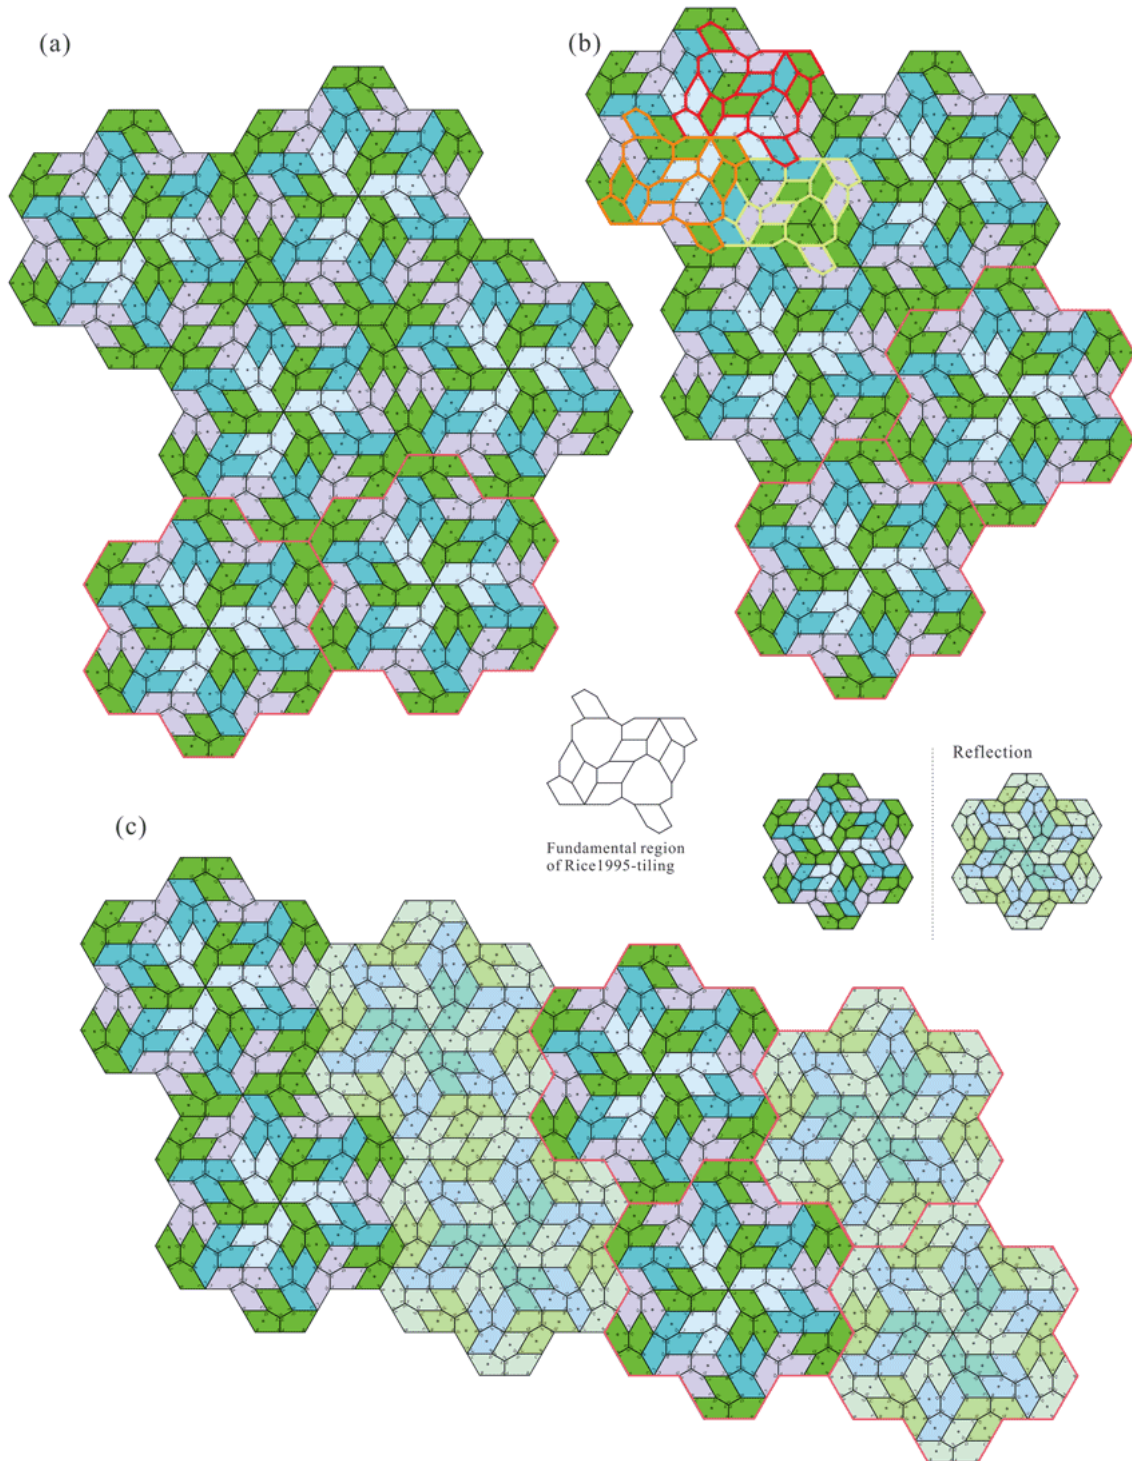 (a)
(b)
Fundamental region
of Rice1995-tiling
Reflection
(c)